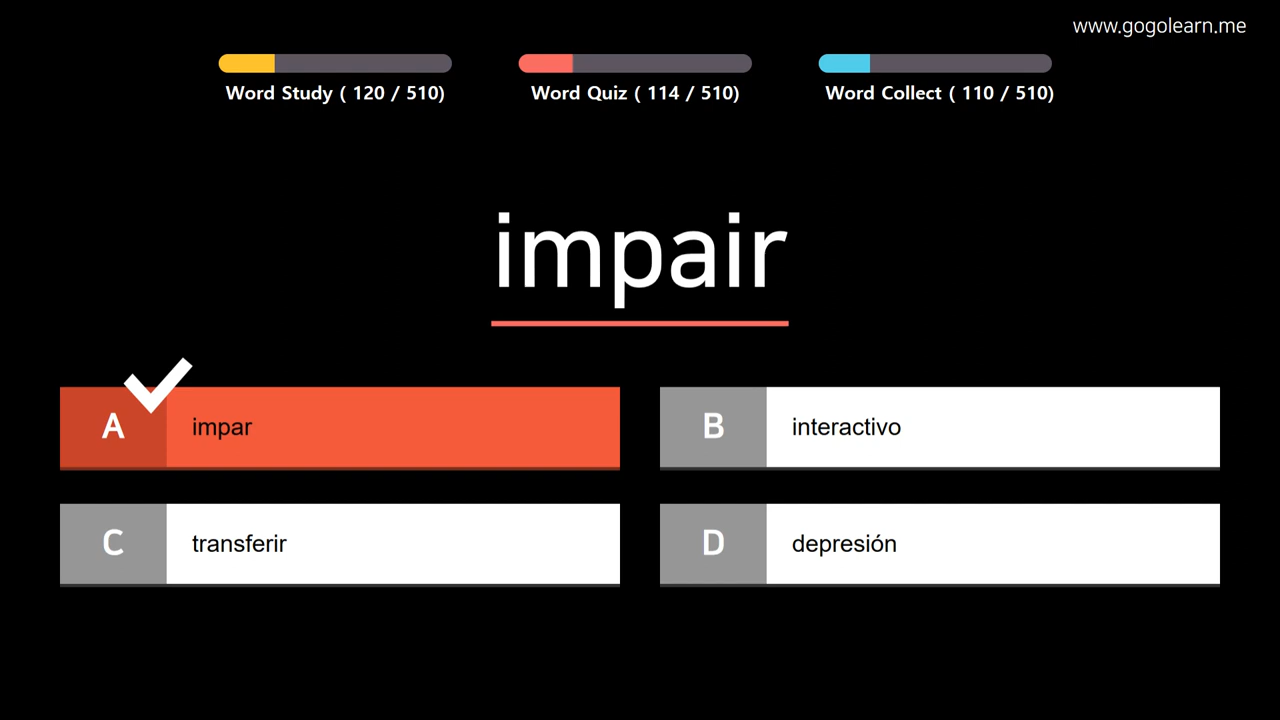 www.gogolearn.me
Word Study ( 120 / 510)
Word Quiz ( 114 / 510)
Word Collect ( 110 / 510)
impair
A impar
B interactivo
C transferir
D depresión